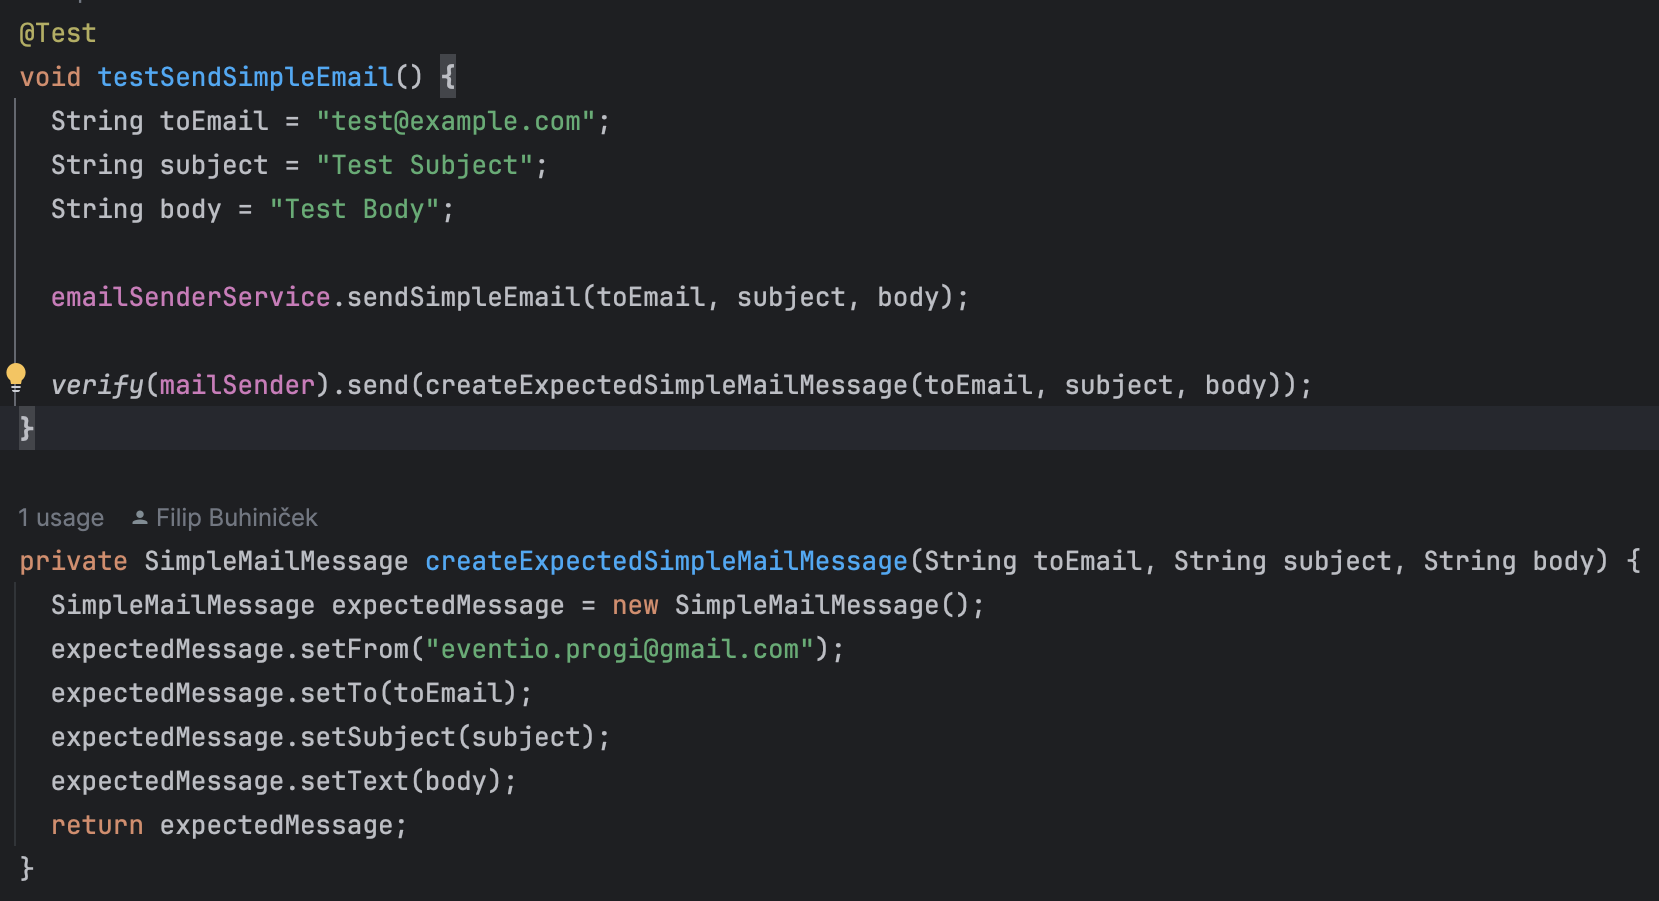 @Test
void testSendSimpleEmail() {
String toEmail = "test@example.com";
String subject = "Test Subject";
String body = "Test Body";
emailSenderService.sendSimpleEmail(toEmail, subject, body);
verify(mailSender).send(createExpectedSimpleMailMessage(toEmail, subject, body));
}
1 usage Filip Buhiniček
private SimpleMailMessage createExpectedSimpleMailMessage(String toEmail, String subject, String body) {
SimpleMailMessage expectedMessage = new SimpleMailMessage();
expectedMessage.setFrom("eventio.progi@gmail.com");
expectedMessage.setTo(toEmail);
expectedMessage.setSubject(subject);
expectedMessage.setText(body);
return expectedMessage;
}